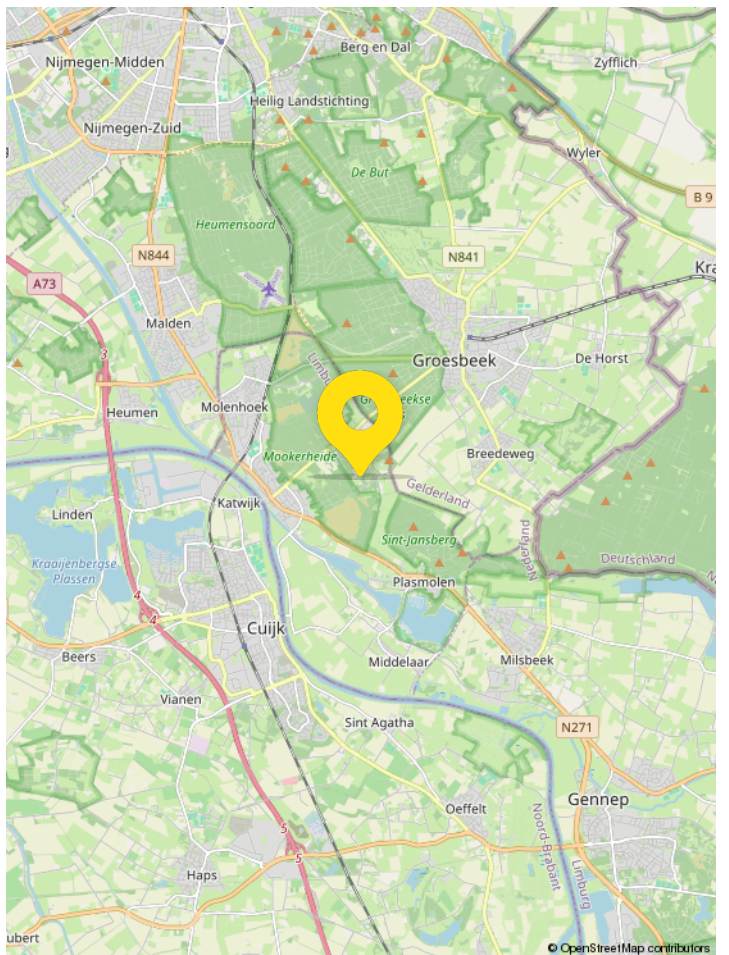 Berg en Dal
Nijmegen-Midden
Zyfflich
Heilig Landstichting
Nijmegen-Zuid
Wyler
De But
B 9
Heumensoord
N844
N841
Kra
A73
Malden
3
Limbu
Groesbeek
De Horst
Molenhoek
Heumen
Mookerheide
Breedeweg
Gelderland
Katwijk
Linden
Nederland
Sint-Jansberg
Deutschland
N
Kraaijenbergse
Plassen
Plasmolen
4
4
Cuijk
Beers
Middelaar
Milsbeek
Vianen
Sint Agatha
N271
Gennep
Oeffelt
Noord-Brabant
Limburg
5
5
Haps
ubert
© OpenStreetMap contributors